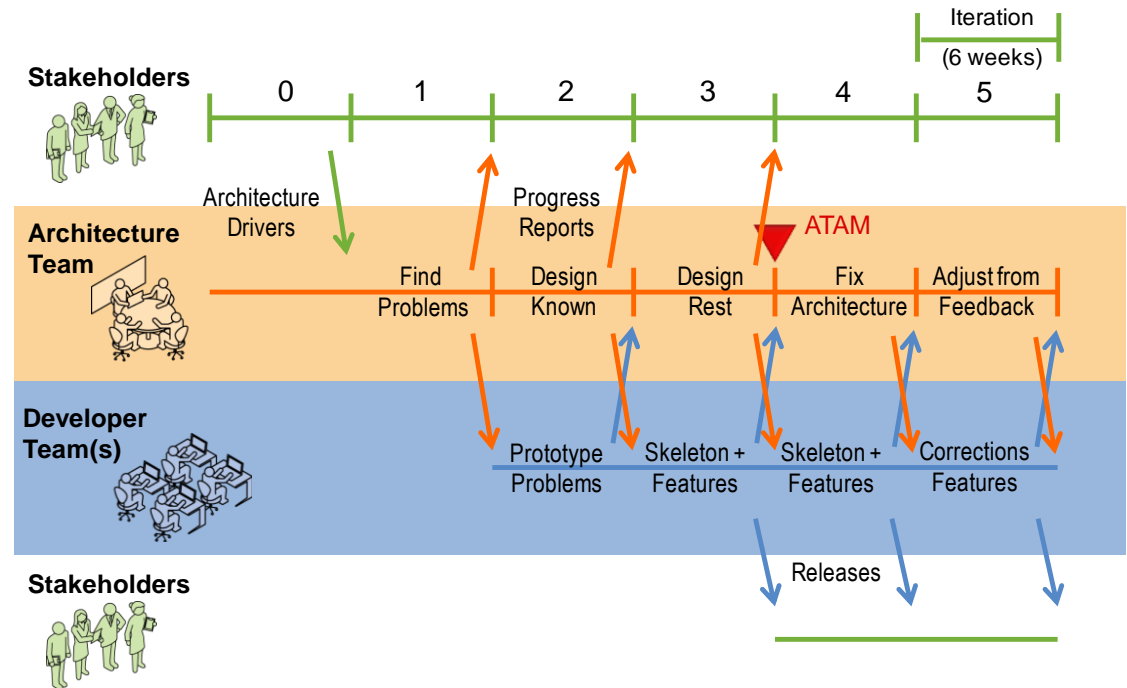 Iteration
(6 weeks)
Stakeholders
0 1 2 3 4 5
Architecture
Drivers
Progress
Reports
Architecture
Team
ATAM
Find
Problems
Design
Known
Design
Rest
Fix
Architecture
Adjust from
Feedback
Developer
Team(s)
Prototype
Problems
Skeleton +
Features
Skeleton +
Features
Corrections
Features
Releases
Stakeholders